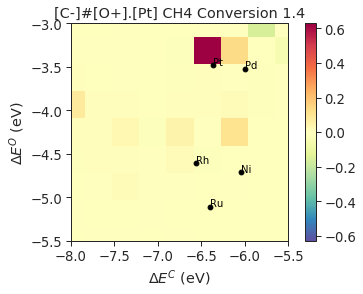 [C-]#[O+].[Pt] CH4 Conversion 1.4
−3.0
−3.5
−4.0
−4.5
−5.0
−5.5
ΔE^O (eV)
Pt
Pd
Rh
Ni
Ru
−8.0 −7.5 −7.0 −6.5 −6.0 −5.5
ΔE^C (eV)
0.6
0.4
0.2
0.0
−0.2
−0.4
−0.6